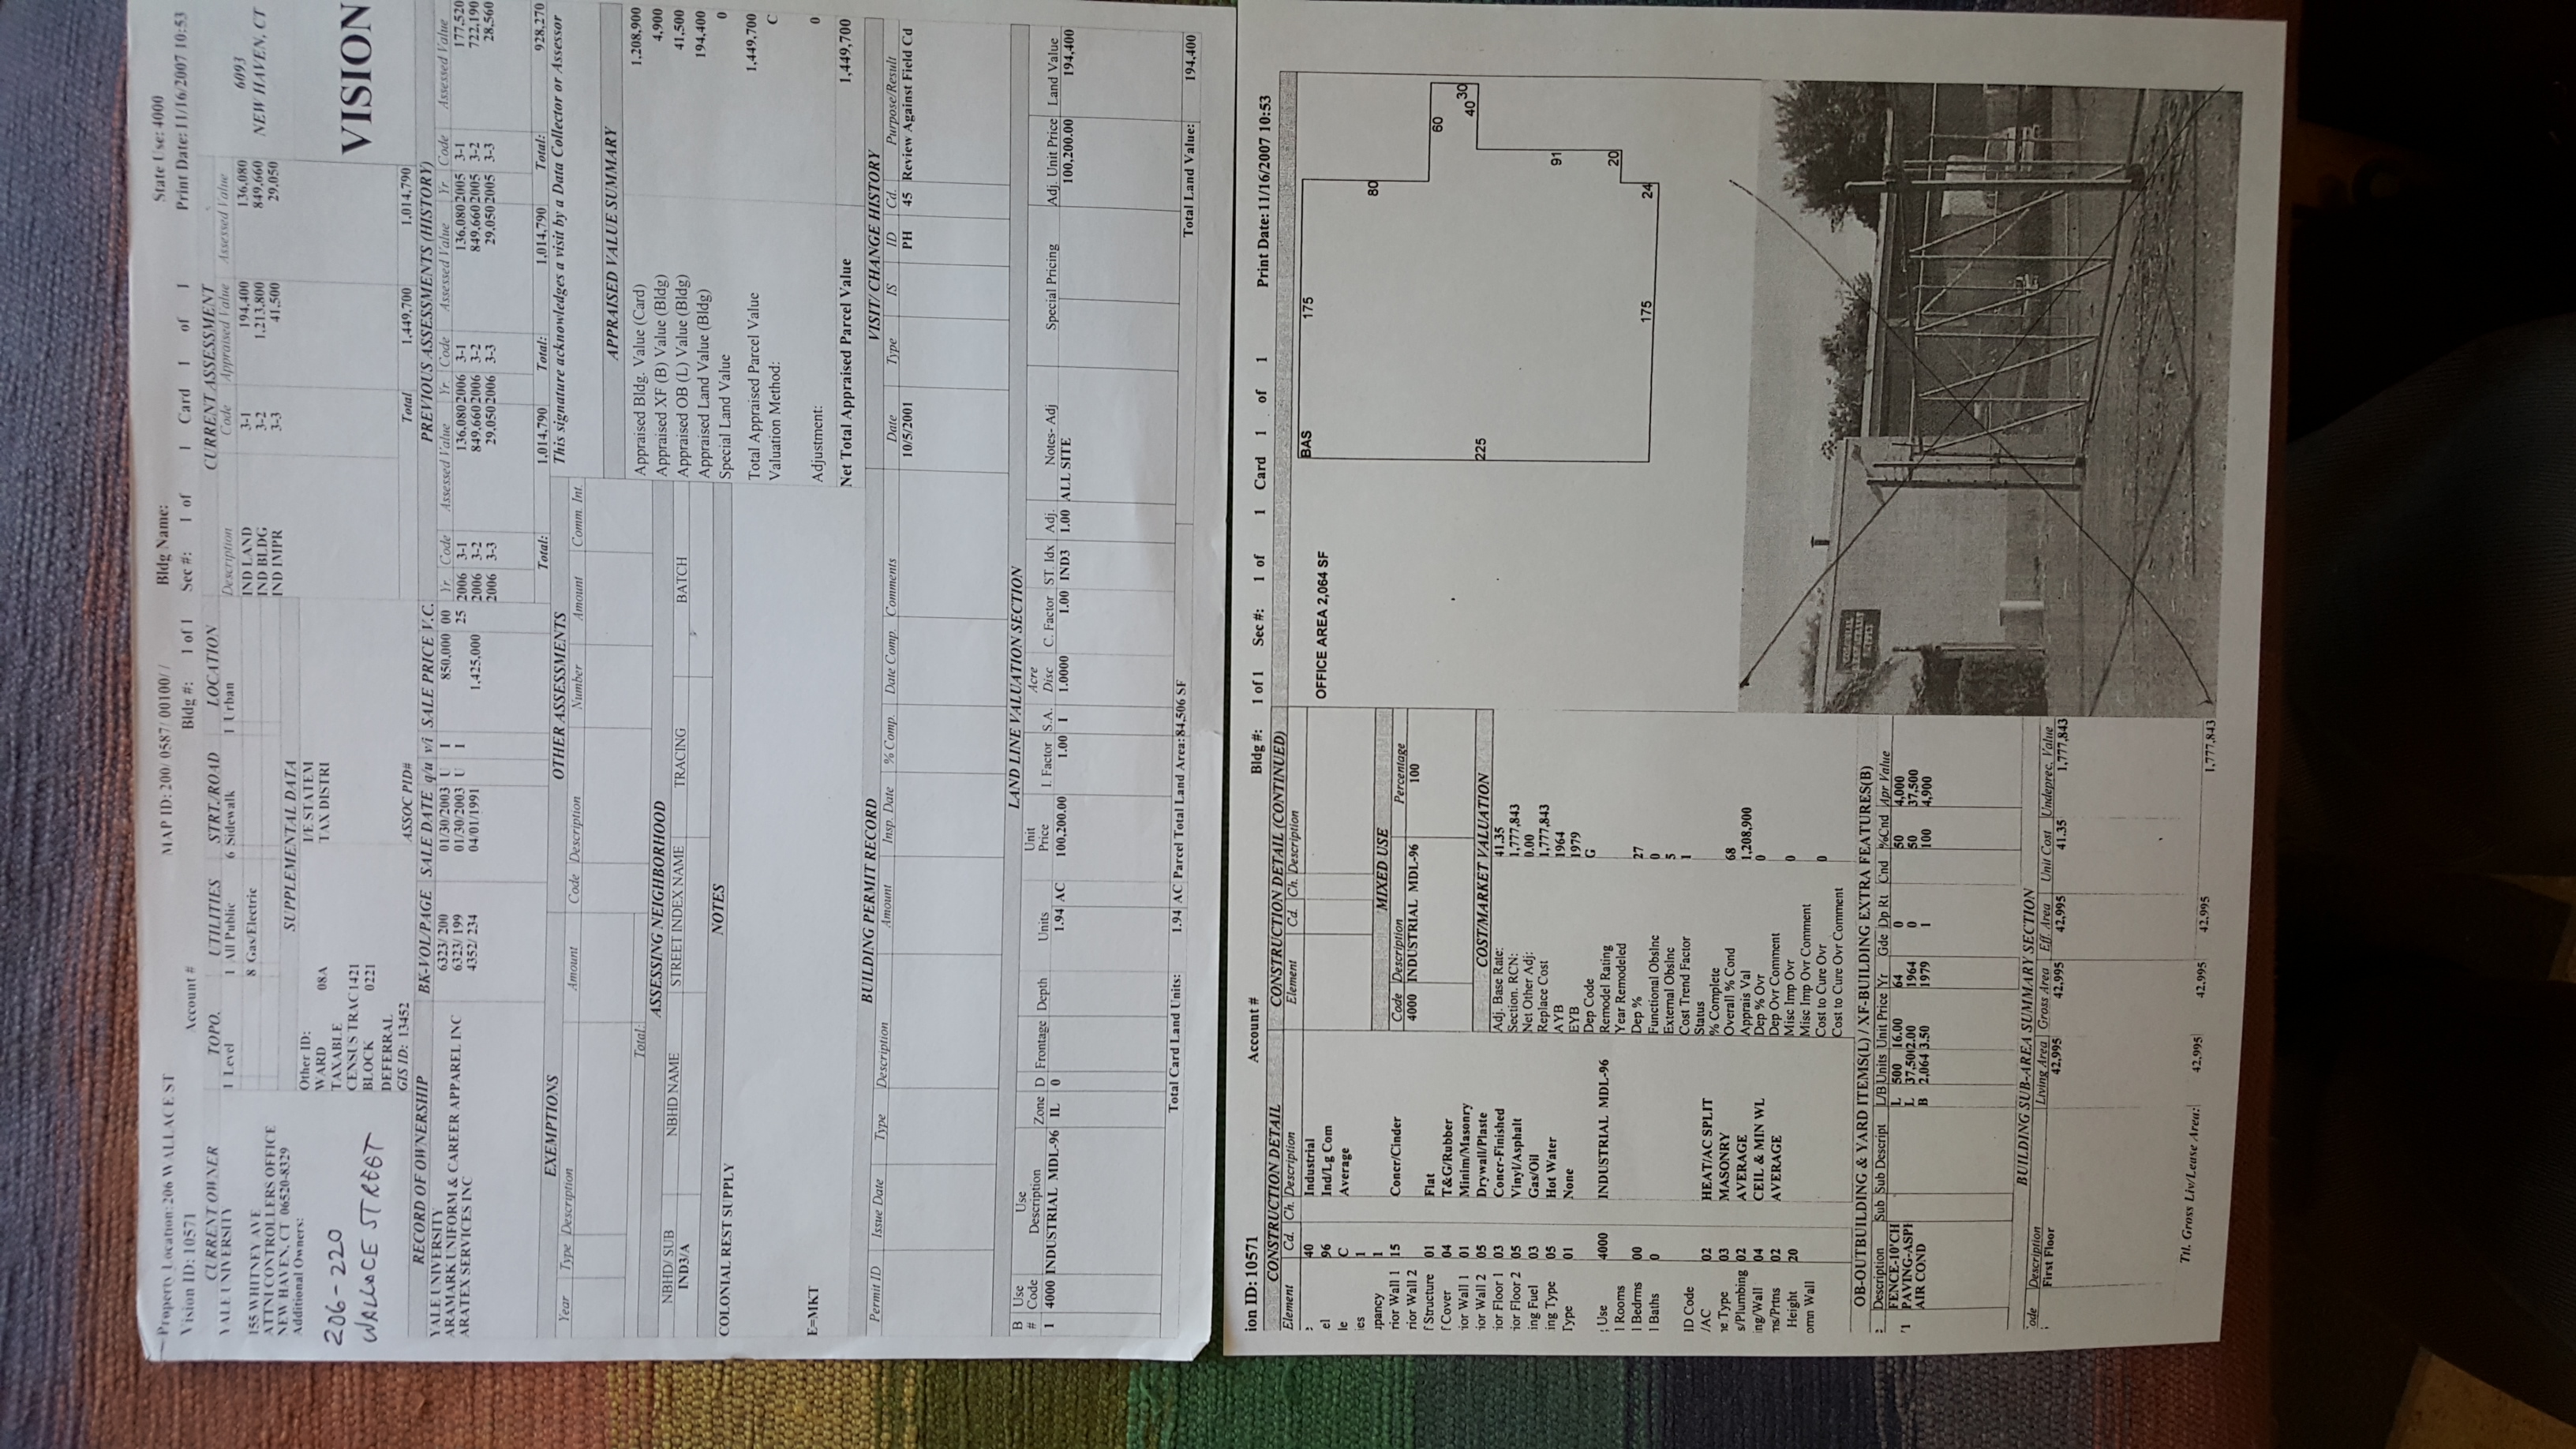 Property Location: 206 WALLACE ST MAP ID: 200/ 0587/ 00100/ / Bldg Name: State Use: 4000
Vision ID: 10571 Account # Bldg #: 1 of 1 Sec #: 1 of 1 Card 1 of 1 Print Date: 11/16/2007 10:53
CURRENT OWNER TOPO. UTILITIES STRT./ROAD LOCATION CURRENT ASSESSMENT
YALE UNIVERSITY 1 Level 1 All Public 6 Sidewalk 1 Urban Description Code Appraised Value Assessed Value
8 Gas/Electric IND LAND 3-1 194,400 136,080
155 WHITNEY AVE IND BLDG 3-2 1,213,800 849,660
ATTNI CONTROLLERS OFFICE IND IMPR 3-3 41,500 29,050
NEW HAVEN, CT 06520-8329
Additional Owners:
6093
NEW HAVEN, CT
206-220
WALLACE STREET
SUPPLEMENTAL DATA
Other ID: I/E STATEM
WARD 08A TAX DISTRI
TAXABLE
CENSUS TRAC 1421
BLOCK 0221
DEFERRAL
GIS ID: 13452 ASSOC PID#
VISION
Total 1,449,700 1,014,790
RECORD OF OWNERSHIP BK-VOL/PAGE SALE DATE q/u v/i SALE PRICE V.C.
YALE UNIVERSITY 6323/ 200 01/30/2003 U I 850,000 00
ARAMARK UNIFORM & CAREER APPAREL INC 6323/ 199 01/30/2003 U I 25
ARATEX SERVICES INC 4352/ 234 04/01/1991 1,425,000
PREVIOUS ASSESSMENTS (HISTORY)
Yr. Code Assessed Value Yr. Code Assessed Value Yr. Code Assessed Value
2006 3-1 136,080 2006 3-1 136,080 2005 3-1 177,520
2006 3-2 849,660 2006 3-2 849,660 2005 3-2 722,190
2006 3-3 29,050 2006 3-3 29,050 2005 3-3 28,560
Total: 1,014,790 Total: 1,014,790 Total: 928,270
EXEMPTIONS OTHER ASSESSMENTS
Year Type Description Amount Code Description Number Amount Comm. Int.
Total:
This signature acknowledges a visit by a Data Collector or Assessor
ASSESSING NEIGHBORHOOD
NBHD/ SUB NBHD NAME STREET INDEX NAME TRACING BATCH
IND3/A
NOTES
COLONIAL REST SUPPLY
E=MKT
APPRAISED VALUE SUMMARY
Appraised Bldg. Value (Card) 1,208,900
Appraised XF (B) Value (Bldg) 4,900
Appraised OB (L) Value (Bldg) 41,500
Appraised Land Value (Bldg) 194,400
Special Land Value 0
Total Appraised Parcel Value 1,449,700
Valuation Method: C
Adjustment: 0
Net Total Appraised Parcel Value 1,449,700
BUILDING PERMIT RECORD
Permit ID Issue Date Type Description Amount Insp. Date % Comp. Date Comp. Comments
VISIT/ CHANGE HISTORY
Date Type IS ID Cd. Purpose/Result
10/5/2001 PH 45 Review Against Field Cd
LAND LINE VALUATION SECTION
B # Use Code Use Description Zone D Frontage Depth Units Unit Price I. Factor S.A. Acre Disc C. Factor ST. Idx Adj. Notes- Adj Special Pricing Adj. Unit Price Land Value
1 4000 INDUSTRIAL MDL-96 IL 0 1.94 AC 100,200.00 1.00 1 1.0000 1.00 IND3 1.00 ALL SITE 100,200.00 194,400
Total Card Land Units: 1.94 AC Parcel Total Land Area: 84,506 SF Total Land Value: 194,400
ion ID: 10571 Account # Bldg #: 1 of 1 Sec #: 1 of 1 Card 1 of 1 Print Date: 11/16/2007 10:53
CONSTRUCTION DETAIL
Element Cd. Ch. Description
: 40 Industrial
el 96 Ind/Lg Com
le C Average
ies 1
ipancy 1
rior Wall 1 15 Concr/Cinder
rior Wall 2
f Structure 01 Flat
f Cover 04 T&G/Rubber
ior Wall 1 01 Minim/Masonry
ior Wall 2 05 Drywall/Plaste
ior Floor 1 03 Concr-Finished
ior Floor 2 05 Vinyl/Asphalt
ing Fuel 03 Gas/Oil
ing Type 05 Hot Water
Type 01 None
; Use 4000 INDUSTRIAL MDL-96
l Rooms
l Bedrms 00
l Baths 0
ID Code
/AC 02 HEAT/AC SPLIT
ne Type 03 MASONRY
s/Plumbing 02 AVERAGE
ing/Wall 04 CEIL & MIN WL
ms/Prtns 02 AVERAGE
Height 20
omn Wall
CONSTRUCTION DETAIL (CONTINUED)
Element Cd. Ch. Description
MIXED USE
Code Description Percentage
4000 INDUSTRIAL MDL-96 100
COST/MARKET VALUATION
Adj. Base Rate: 41.35
Section. RCN: 1,777,843
Net Other Adj: 0.00
Replace Cost 1,777,843
AYB 1964
EYB 1979
Dep Code G
Remodel Rating
Year Remodeled
Dep % 27
Functional Obslnc 0
External Obslnc 5
Cost Trend Factor 1
Status
% Complete
Overall % Cond 68
Apprais Val 1,208,900
Dep % Ovr 0
Dep Ovr Comment
Misc Imp Ovr 0
Misc Imp Ovr Comment
Cost to Cure Ovr 0
Cost to Cure Ovr Comment
OFFICE AREA 2,064 SF
BAS 175
80
60
30
40
225
91
20
175 24
OB-OUTBUILDING & YARD ITEMS(L) / XF-BUILDING EXTRA FEATURES(B)
Description Sub Sub Descript L/B Units Unit Price Yr Gde Dp Rt Cnd %Cnd Apr Value
FENCE-10'CH L 500 16.00 64 0 50 4,000
'1 PAVING-ASPI L 37,50(2.00 1964 0 50 37,500
AIR COND B 2,064 3.50 1979 1 100 4,900
COLONIAL
RESTAURANT
SUPPLY
BUILDING SUB-AREA SUMMARY SECTION
ode Description Living Area Gross Area Eff. Area Unit Cost Undeprec. Value
First Floor 42,995 42,995 42,995 41.35 1,777,843
Ttl. Gross Liv/Lease Area: 42,995 42,995 42,995 1,777,843